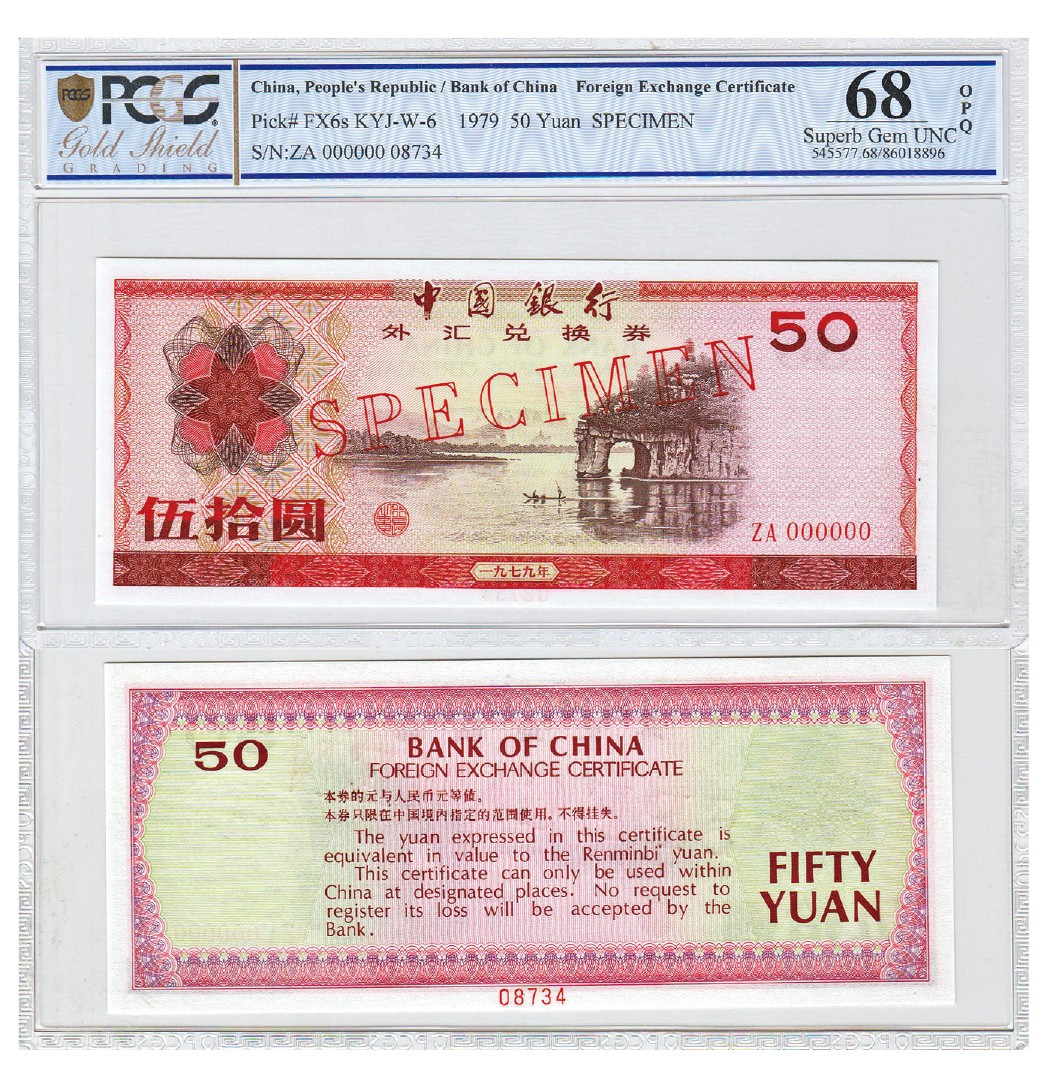 PCGS
PCGS
Gold Shield
GRADING
China, People's Republic / Bank of China Foreign Exchange Certificate
Pick# FX6s KYJ-W-6 1979 50 Yuan SPECIMEN
S/N:ZA 000000 08734
68
Superb Gem UNC
545577.68/86018896
OPQ
中國銀行
外汇兑换券
50
SPECIMEN
伍拾圆
ZA 000000
一九七九年
50
BANK OF CHINA
FOREIGN EXCHANGE CERTIFICATE
本券的元与人民币元等值。
本券只限在中国境内指定的范围使用。不得挂失。
The yuan expressed in this certificate is
equivalent in value to the Renminbi yuan.
This certificate can only be used within
China at designated places. No request to
register its loss will be accepted by the
Bank.
FIFTY
YUAN
08734